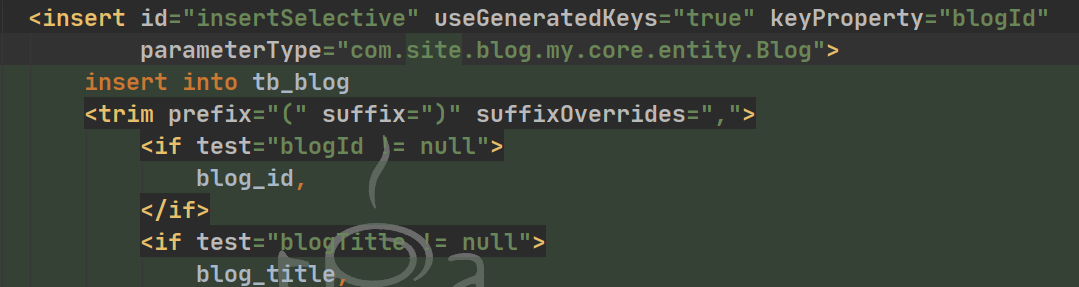 <insert id="insertSelective" useGeneratedKeys="true" keyProperty="blogId"
parameterType="com.site.blog.my.core.entity.Blog">
insert into tb_blog
<trim prefix="(" suffix=")" suffixOverrides=",">
<if test="blogId != null">
blog_id,
</if>
<if test="blogTitle != null">
blog_title,